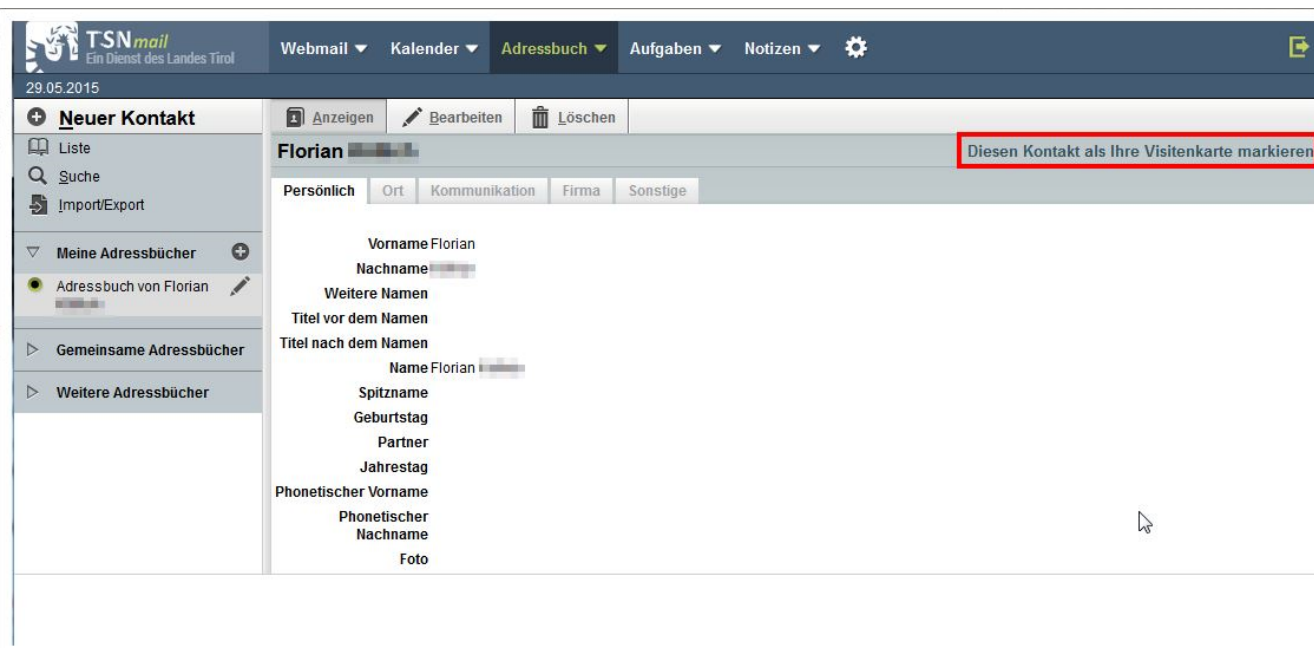 TSNmail
Ein Dienst des Landes Tirol
Webmail Kalender Adressbuch Aufgaben Notizen
29.05.2015
Neuer Kontakt
Liste
Suche
Import/Export
Meine Adressbücher
Adressbuch von Florian
Gemeinsame Adressbücher
Weitere Adressbücher
Anzeigen Bearbeiten Löschen
Florian
Diesen Kontakt als Ihre Visitenkarte markieren
Persönlich Ort Kommunikation Firma Sonstige
Vorname Florian
Nachname
Weitere Namen
Titel vor dem Namen
Titel nach dem Namen
Name Florian
Spitzname
Geburtstag
Partner
Jahrestag
Phonetischer Vorname
Phonetischer
Nachname
Foto